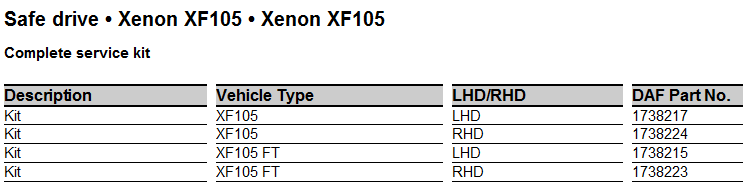 Safe drive • Xenon XF105 • Xenon XF105
Complete service kit
Description Vehicle Type LHD/RHD DAF Part No.
Kit XF105 LHD 1738217
Kit XF105 RHD 1738224
Kit XF105 FT LHD 1738215
Kit XF105 FT RHD 1738223